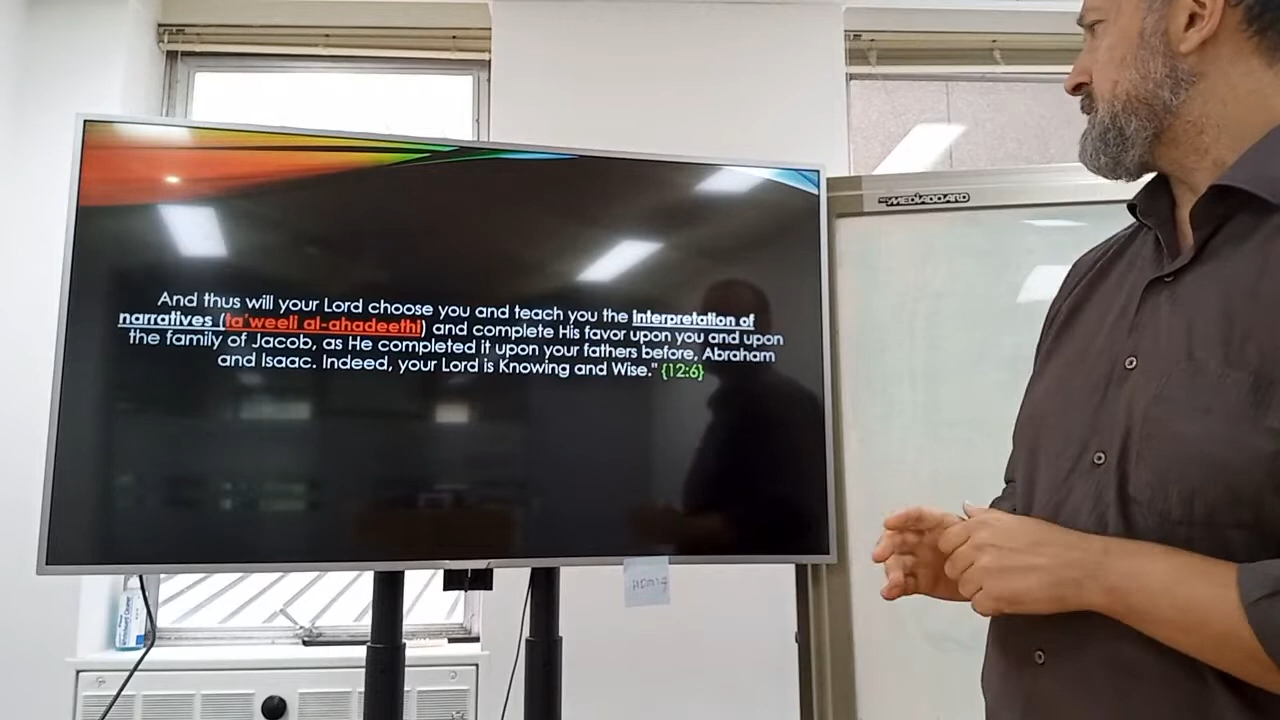 And thus will your Lord choose you and teach you the interpretation of
narratives (ta'weeli al-ahadeethi) and complete His favor upon you and upon
the family of Jacob, as He completed it upon your fathers before, Abraham
and Isaac. Indeed, your Lord is Knowing and Wise." {12:6}
MEDIABOARD